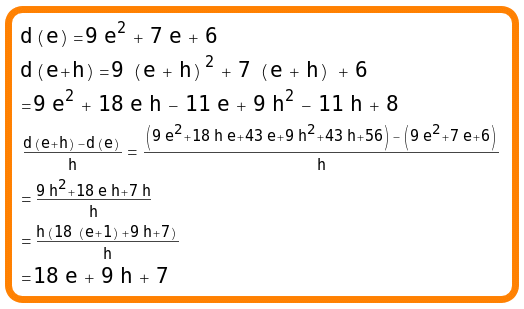 d(e)=9 e² + 7 e + 6
d(e+h)=9 (e + h)² + 7 (e + h) + 6
=9 e² + 18 e h − 11 e + 9 h² − 11 h + 8
(d(e+h)−d(e))/h = ((9 e²+18 h e+43 e+9 h²+43 h+56)−(9 e²+7 e+6))/h
= (9 h²+18 e h+7 h)/h
= (h(18 (e+1)+9 h+7))/h
=18 e + 9 h + 7